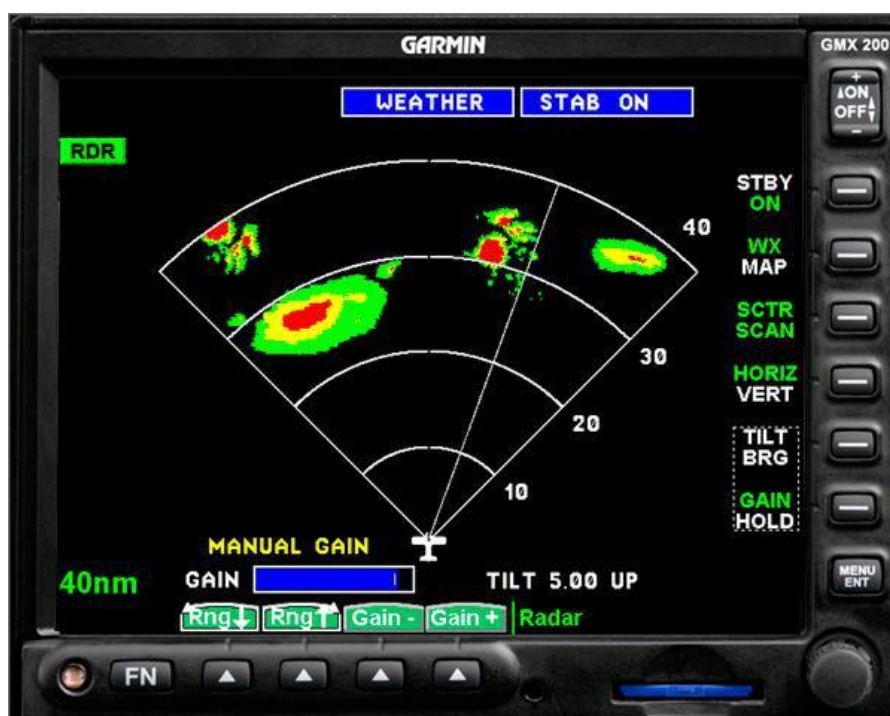 GARMIN
GMX 200
WEATHER
STAB ON
+
ON
OFF
−
RDR
STBY
ON
40
WX
MAP
SCTR
SCAN
30
HORIZ
VERT
20
TILT
BRG
10
GAIN
HOLD
MANUAL GAIN
40nm
GAIN
TILT 5.00 UP
MENU
ENT
Rng↓
Rng↑
Gain -
Gain +
Radar
FN